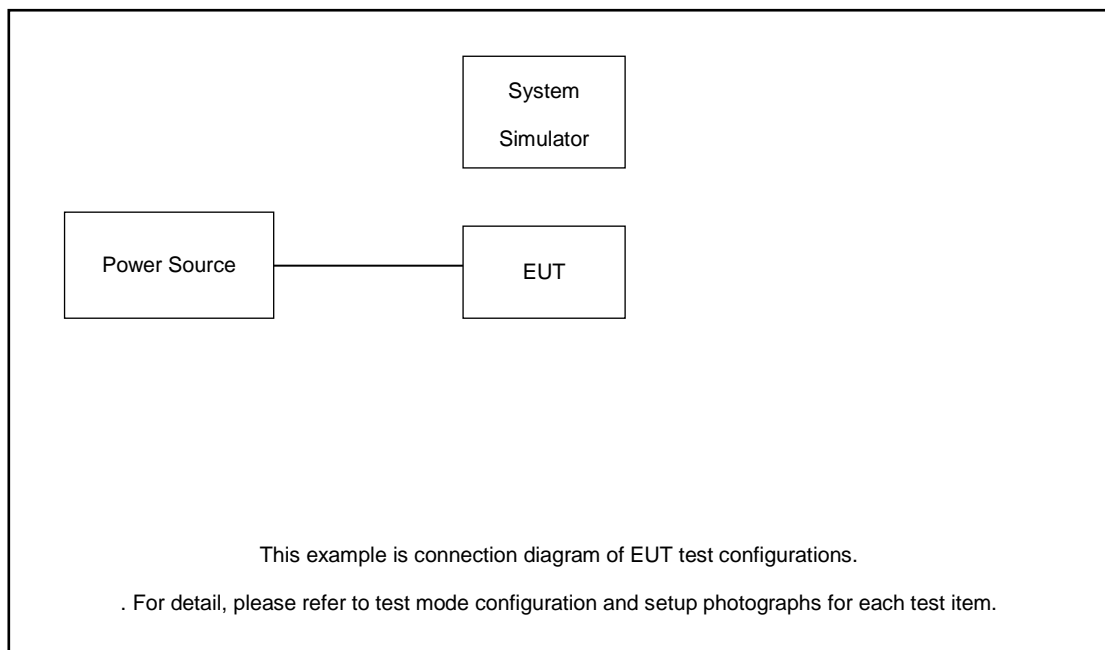 System
Simulator
Power Source
EUT
This example is connection diagram of EUT test configurations.
. For detail, please refer to test mode configuration and setup photographs for each test item.